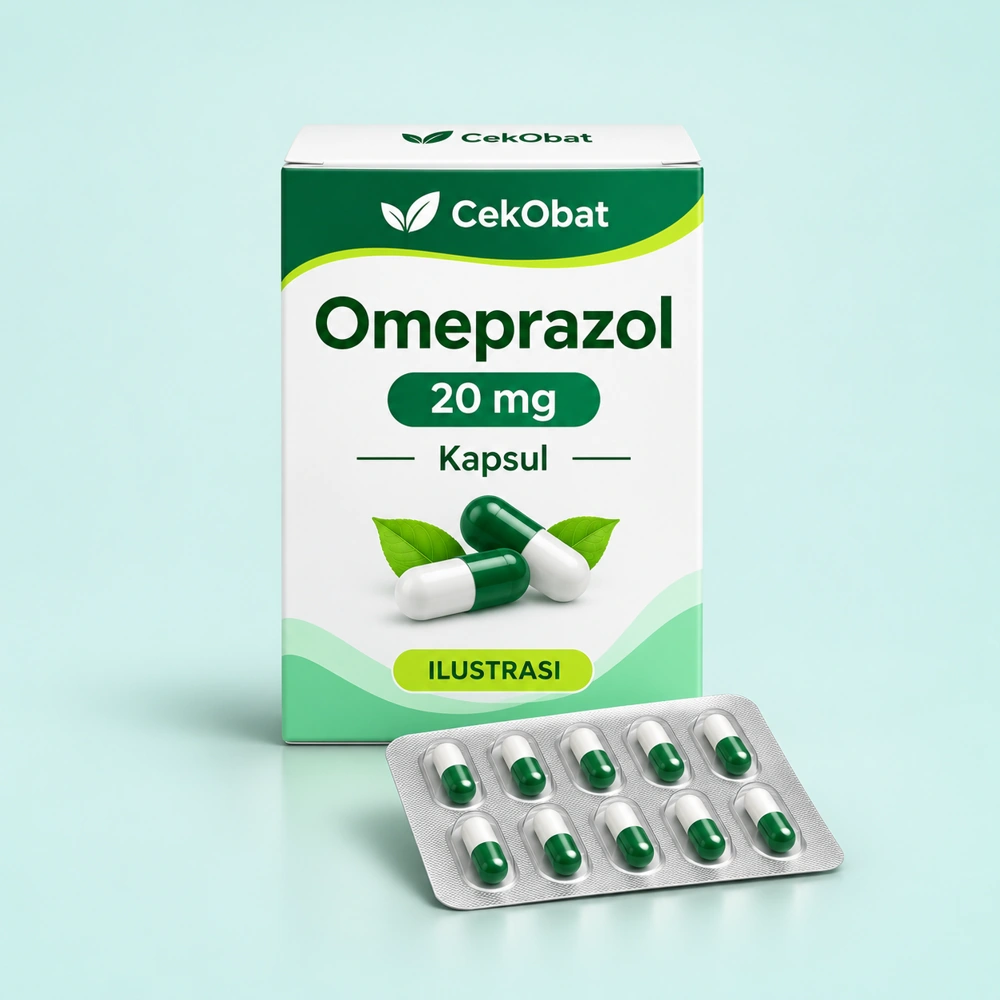 CekObat
CekObat
Omeprazol
20 mg
Kapsul
ILUSTRASI